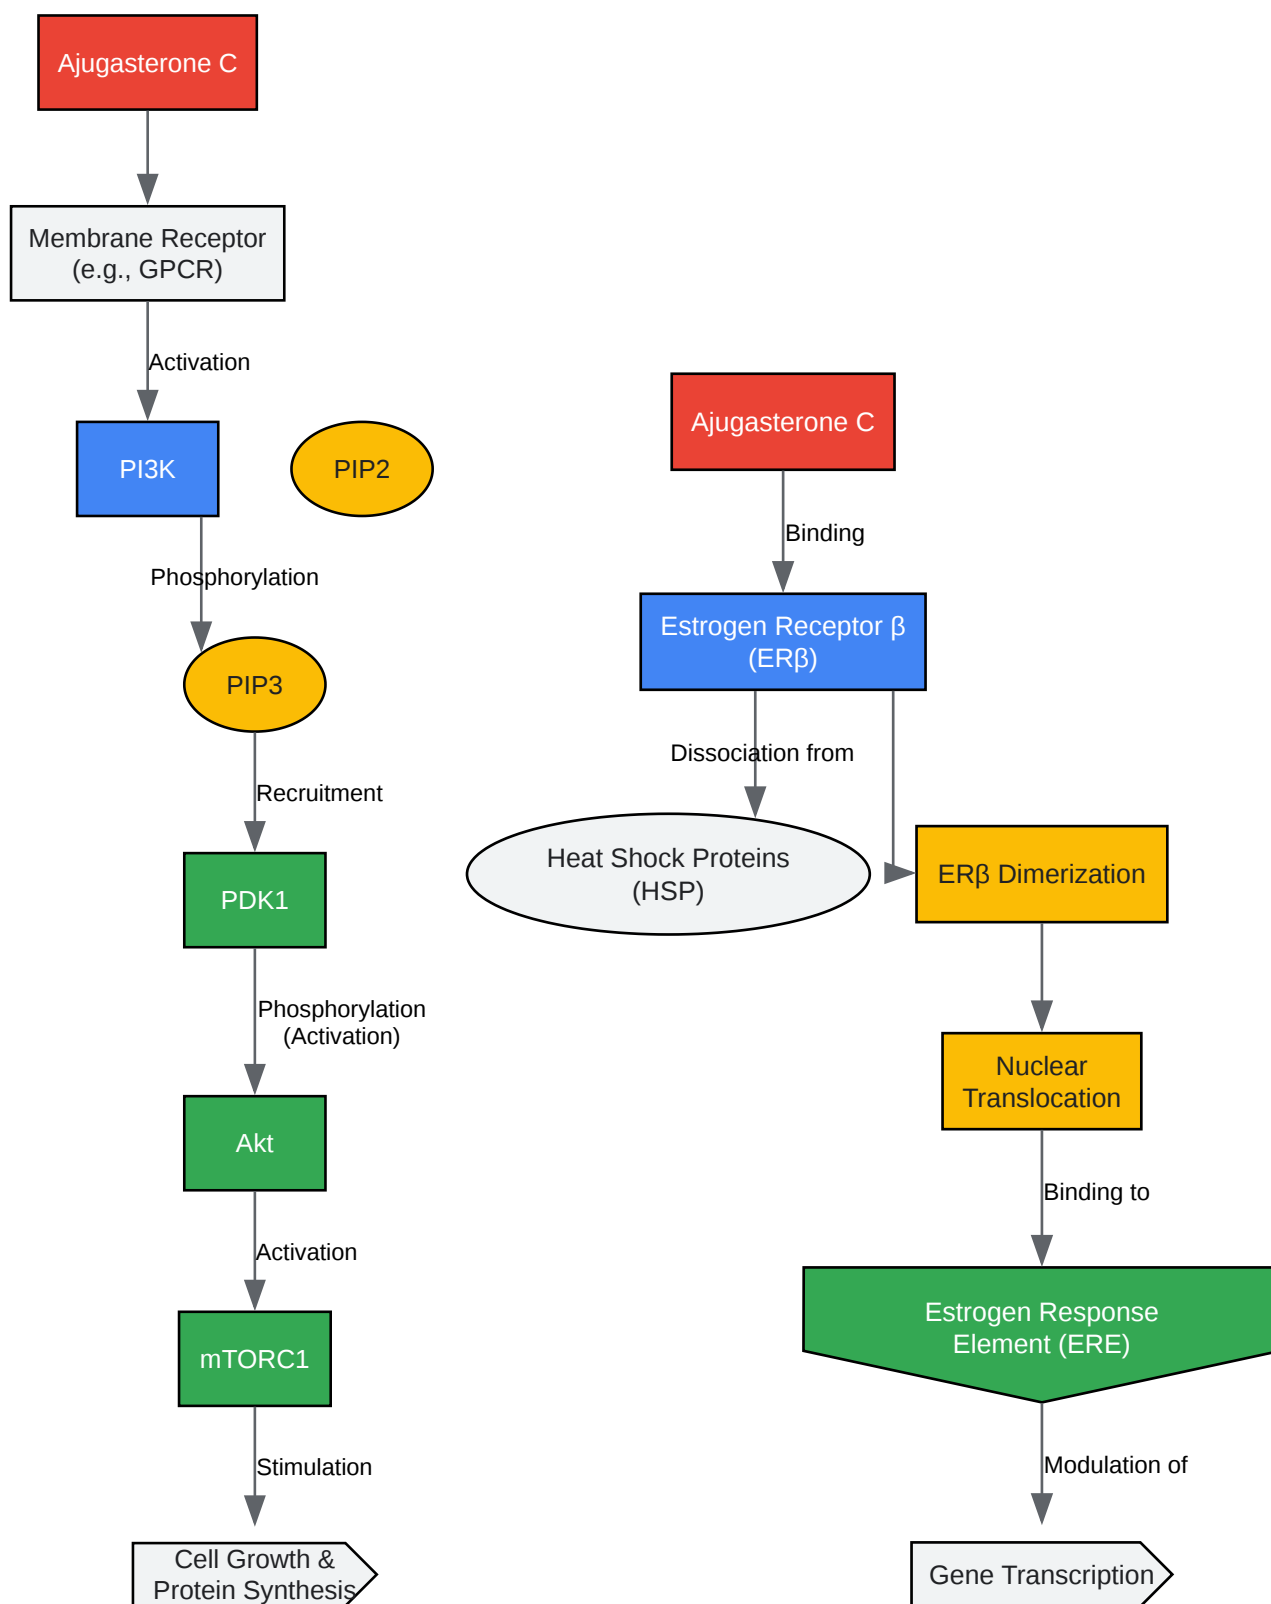 Ajugasterone C
Membrane Receptor
(e.g., GPCR)
Activation
PI3K
PIP2
Phosphorylation
PIP3
Recruitment
PDK1
Phosphorylation
(Activation)
Akt
Activation
mTORC1
Stimulation
Cell Growth &
Protein Synthesis
Ajugasterone C
Binding
Estrogen Receptor β
(ERβ)
Dissociation from
Heat Shock Proteins
(HSP)
ERβ Dimerization
Nuclear
Translocation
Binding to
Estrogen Response
Element (ERE)
Modulation of
Gene Transcription